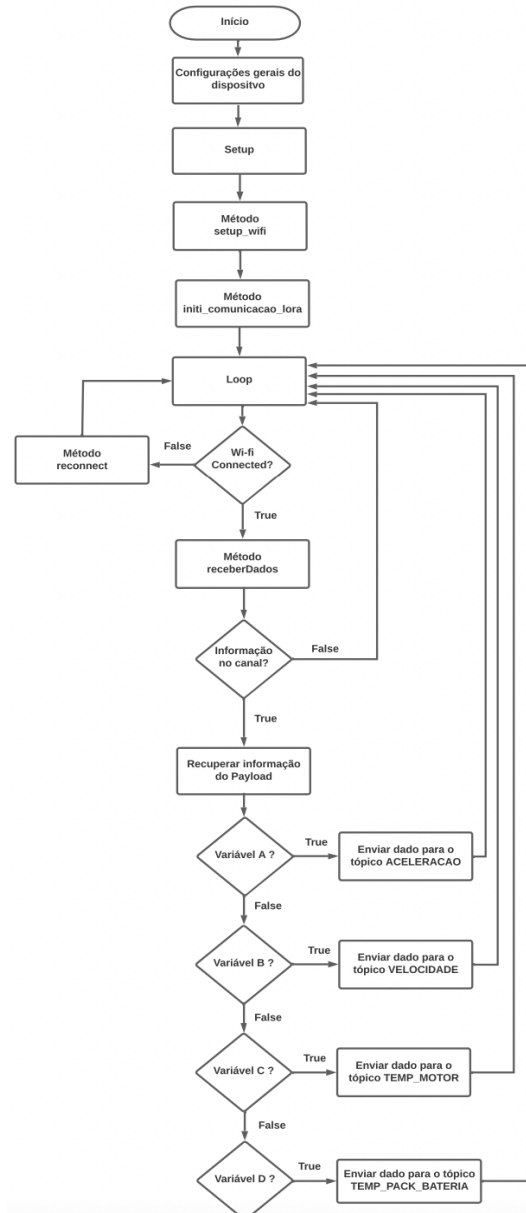 Início
Configurações gerais do
dispositvo
Setup
Método
setup_wifi
Método
initi_comunicacao_lora
Loop
False
Wi-fi
Connected?
Método
reconnect
True
Método
receberDados
Informação
no canal?
False
True
Recuperar informação
do Payload
Variável A ?
True
Enviar dado para o
tópico ACELERACAO
False
Variável B ?
True
Enviar dado para o
tópico VELOCIDADE
False
Variável C ?
True
Enviar dado para o
tópico TEMP_MOTOR
False
Variável D ?
True
Enviar dado para o tópico
TEMP_PACK_BATERIA